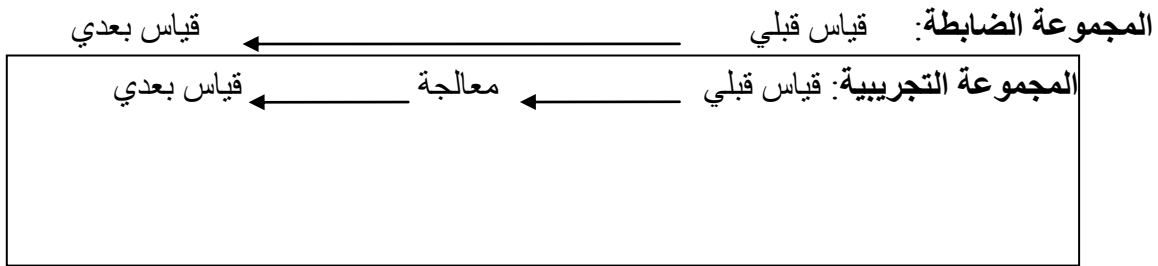 المجموعة الضابطة: قياس قبلي قياس بعدي
المجموعة التجريبية: قياس قبلي معالجة قياس بعدي